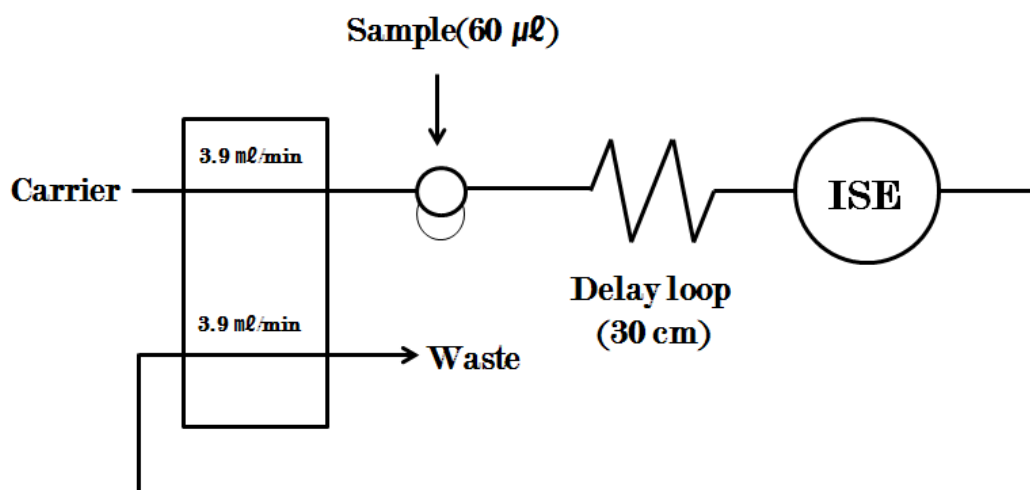 Sample(60 ㎕)
3.9 ㎖/min
Carrier
ISE
Delay loop
(30 cm)
3.9 ㎖/min
Waste